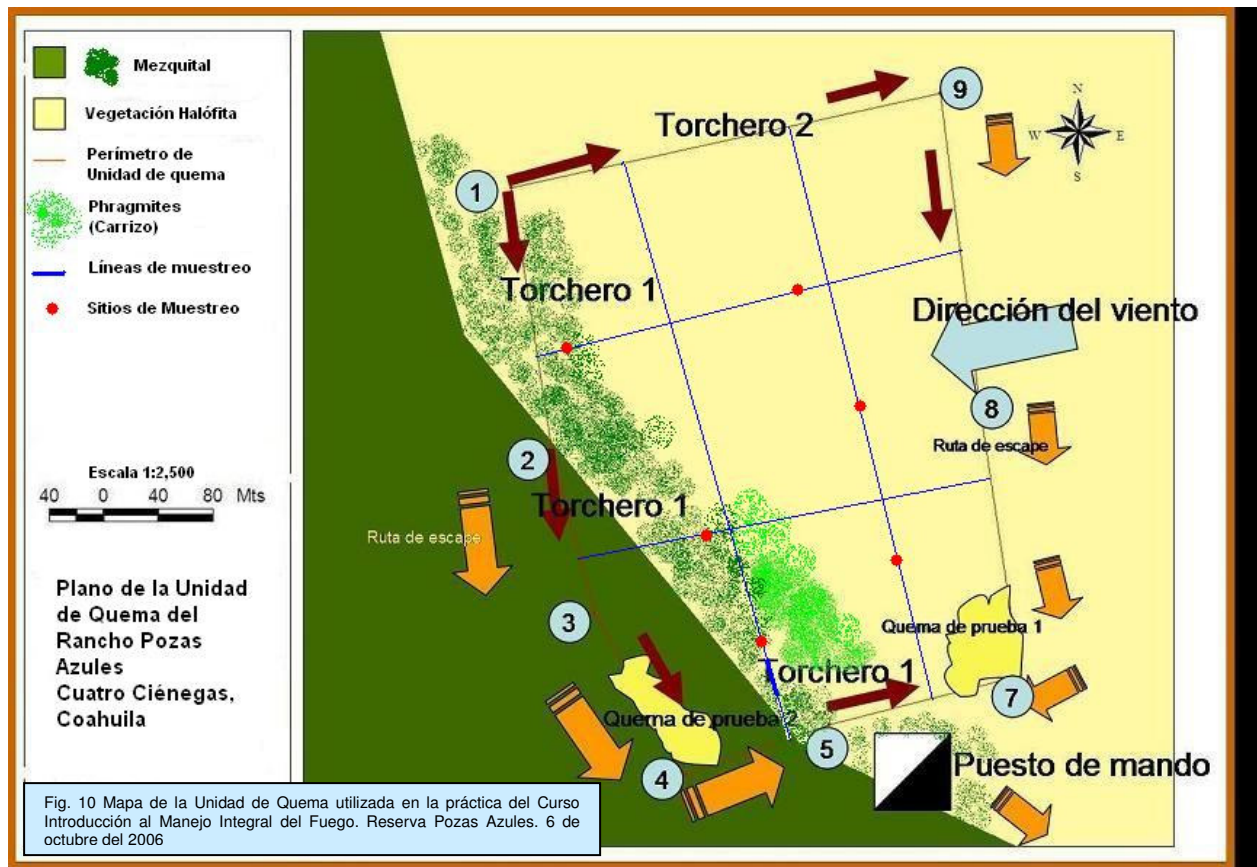 Mezquital
Vegetación Halófita
Perímetro de
Unidad de quema
Phragmites
(Carrizo)
Líneas de muestreo
Sitios de Muestreo
Escala 1:2,500
40 0 40 80 Mts
Plano de la Unidad
de Quema del
Rancho Pozas
Azules
Cuatro Ciénegas,
Coahuila
9
Torchero 2
N
W E
S
1
Torchero 1
Dirección del viento
8
Ruta de escape
2
Torchero 1
Ruta de escape
3
Quema de prueba 1
Torchero 1
7
Quema de prueba 2
5
4
Puesto de mando
Fig. 10 Mapa de la Unidad de Quema utilizada en la práctica del Curso
Introducción al Manejo Integral del Fuego. Reserva Pozas Azules. 6 de
octubre del 2006